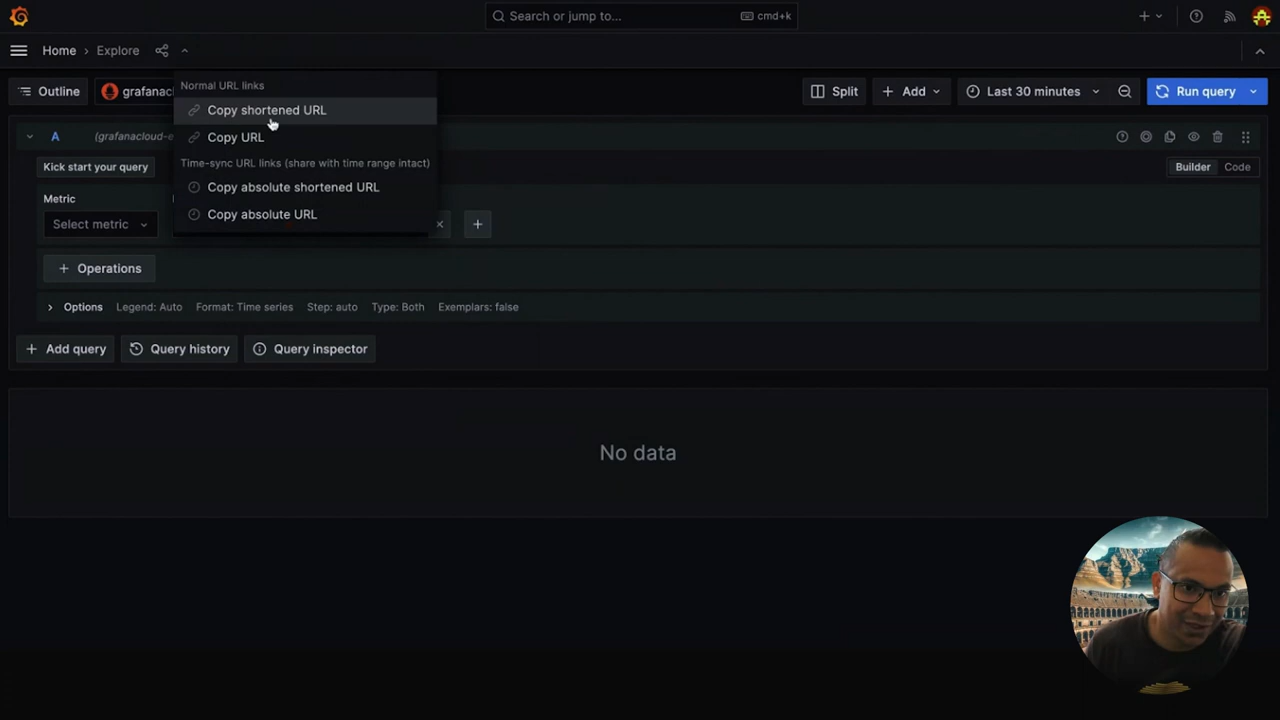 Search or jump to...
cmd+k
Home › Explore
Normal URL links
Outline
grafanacl
Copy shortened URL
Split
Add
Last 30 minutes
Run query
Copy URL
A
(grafanacloud-e
Time-sync URL links (share with time range intact)
Kick start your query
Builder
Code
Copy absolute shortened URL
Metric
Copy absolute URL
Select metric
Operations
Options
Legend: Auto
Format: Time series
Step: auto
Type: Both
Exemplars: false
Add query
Query history
Query inspector
No data